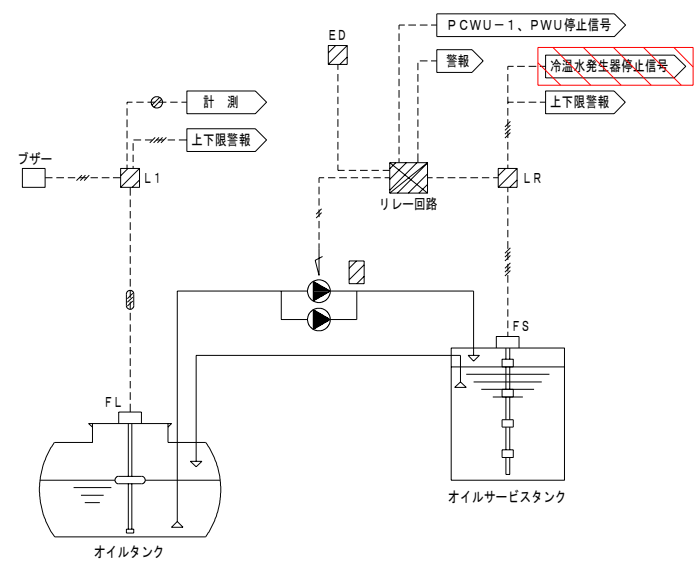 PCWU－1、PWU停止信号
ED
警報
冷温水発生器停止信号
計 測
上下限警報
上下限警報
ブザー
L1
LR
リレー回路
FS
FL
オイルサービスタンク
オイルタンク